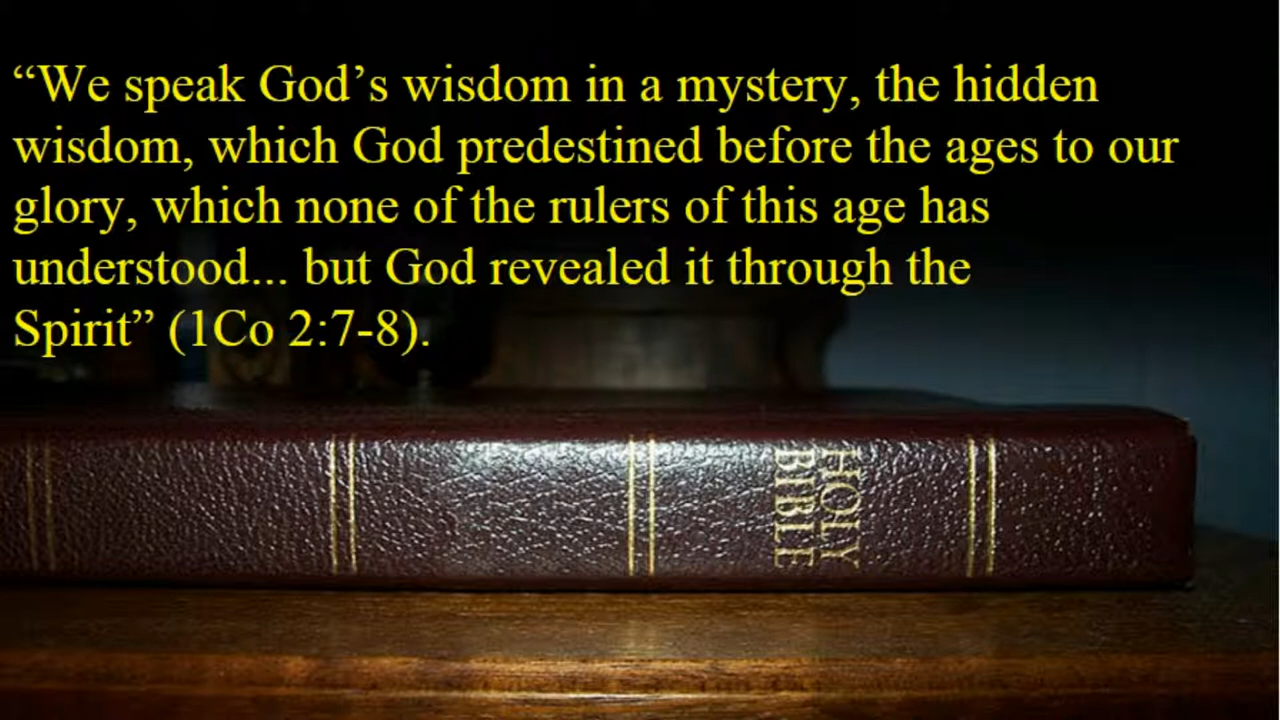 “We speak God’s wisdom in a mystery, the hidden
wisdom, which God predestined before the ages to our
glory, which none of the rulers of this age has
understood... but God revealed it through the
Spirit” (1Co 2:7-8).
HOLY
BIBLE